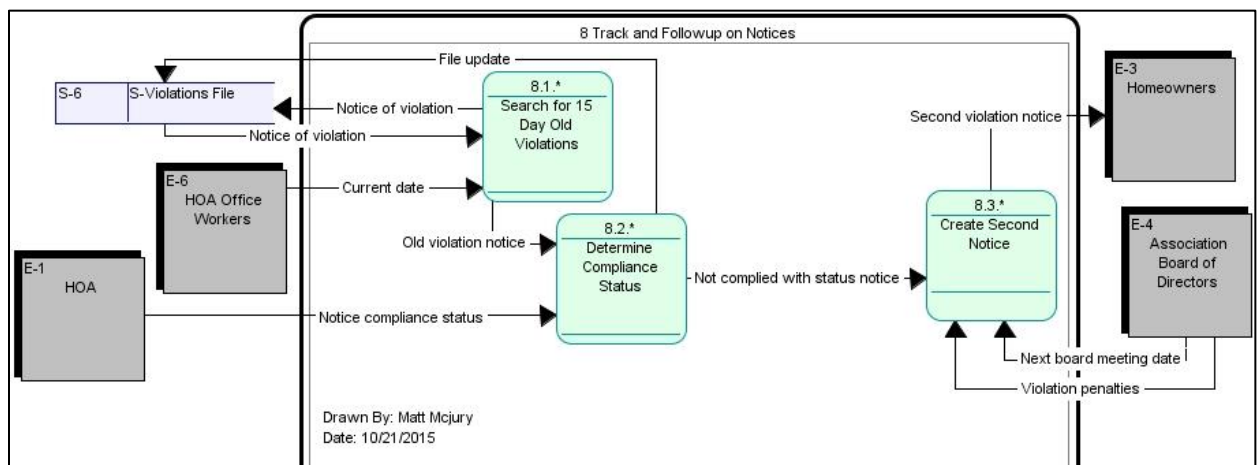 8 Track and Followup on Notices
File update
S-6
S-Violations File
8.1.*
Search for 15
Day Old
Violations
Notice of violation
Notice of violation
E-3
Homeowners
Second violation notice
E-6
HOA Office
Workers
Current date
8.3.*
Create Second
Notice
E-4
Association
Board of
Directors
Old violation notice
8.2.*
Determine
Compliance
Status
E-1
HOA
Not complied with status notice
Notice compliance status
Next board meeting date
Violation penalties
Drawn By: Matt Mcjury
Date: 10/21/2015